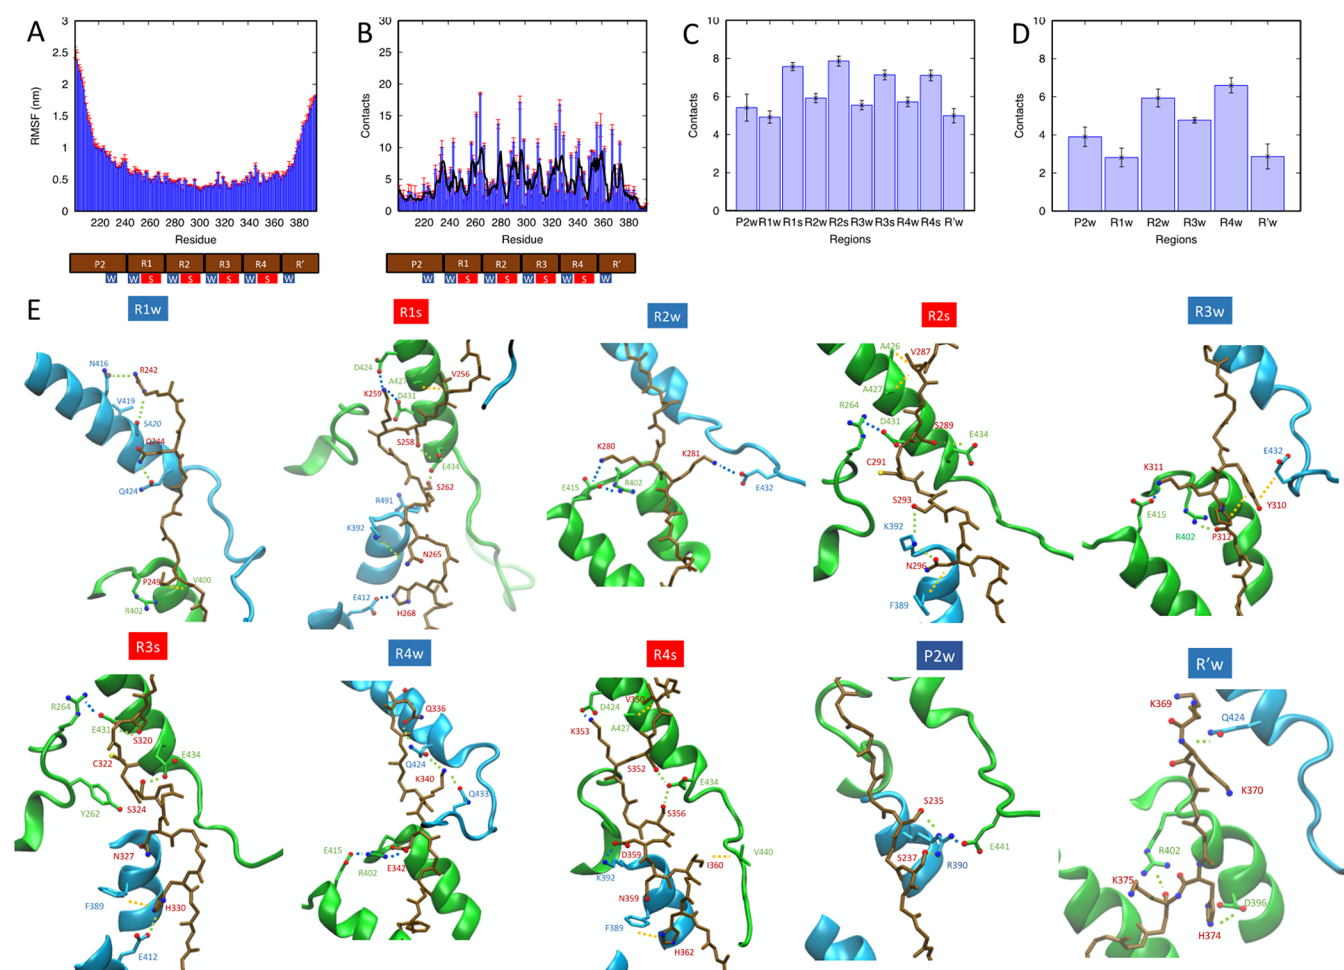 A
3
2.5
2
1.5
1
0.5
0
RMSF (nm)
220 240 260 280 300 320 340 360 380
Residue
P2 R1 R2 R3 R4 R’
W W S W S W S W S W
B
30
25
20
15
10
5
0
Contacts
220 240 260 280 300 320 340 360 380
Residue
P2 R1 R2 R3 R4 R’
W W S W S W S W S W
C
10
8
6
4
2
0
Contacts
P2w R1w R1s R2w R2s R3w R3s R4w R4s R'w
Regions
D
10
8
6
4
2
0
P2w R1w R2w R3w R4w R'w
Regions
E
R1w
N416
R242
V419
S420
Q244
Q424
P249
V400
R402
R1s
D424
A427
V256
K259
D431
S258
E434
S262
R491
K392
N265
E412
H268
R2w
K280
K281
E415
R402
E432
R2s
A426
V287
A427
R264
D431
S289
E434
C291
S293
K392
N296
F389
R3w
K311
E432
E415
Y310
R402
P312
R3s
R264
E431
S320
C322
E434
Y262
S324
N327
F389
H330
E412
R4w
Q336
Q424
K340
Q433
E415
R402
E342
R4s
D424
V350
A427
K353
S352
E434
S356
D359
I360
V440
K392
N359
F389
H362
P2w
S235
S237
R390
E441
R’w
K369
Q424
K370
R402
K375
D396
H374